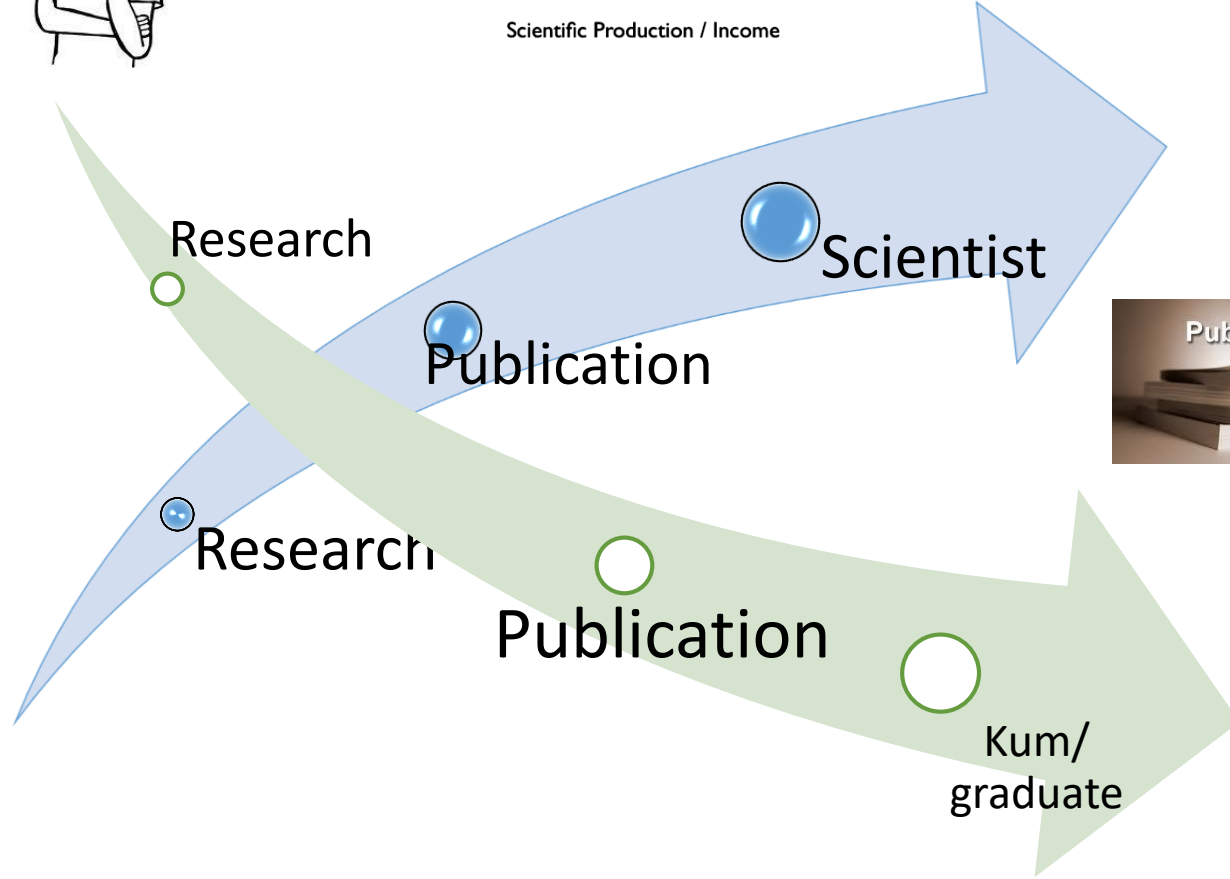 Scientific Production / Income
Research
Scientist
Publication
Research
Publication
Kum/
graduate